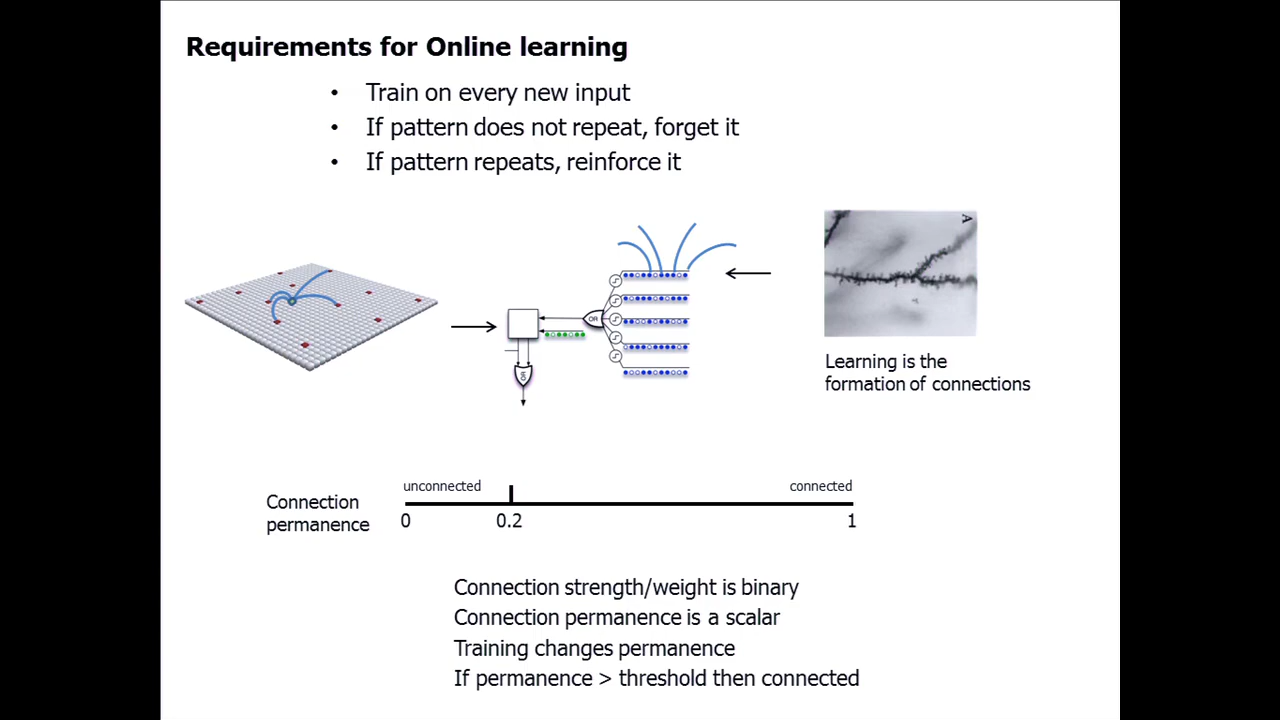 Requirements for Online learning
• Train on every new input
• If pattern does not repeat, forget it
• If pattern repeats, reinforce it
A
OR
OR
Learning is the
formation of connections
unconnected
connected
Connection
permanence
0
0.2
1
Connection strength/weight is binary
Connection permanence is a scalar
Training changes permanence
If permanence > threshold then connected